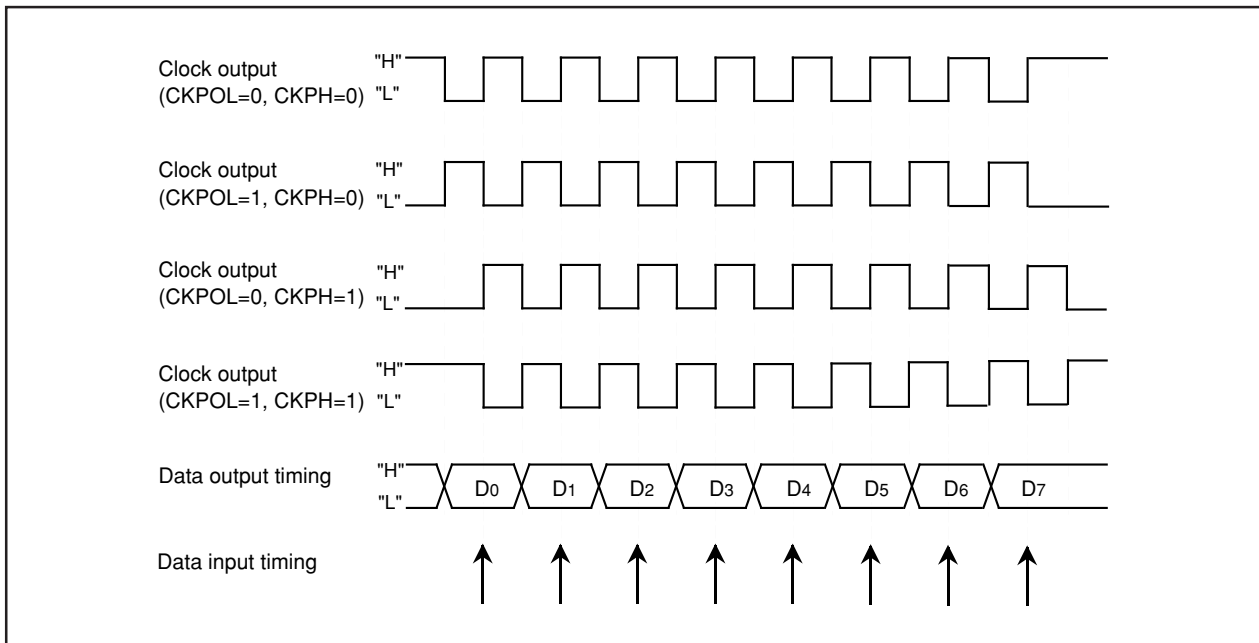 Clock output
(CKPOL=0, CKPH=0)
"H"
"L"
Clock output
(CKPOL=1, CKPH=0)
"H"
"L"
Clock output
(CKPOL=0, CKPH=1)
"H"
"L"
Clock output
(CKPOL=1, CKPH=1)
"H"
"L"
Data output timing
"H"
"L"
D0 D1 D2 D3 D4 D5 D6 D7
Data input timing